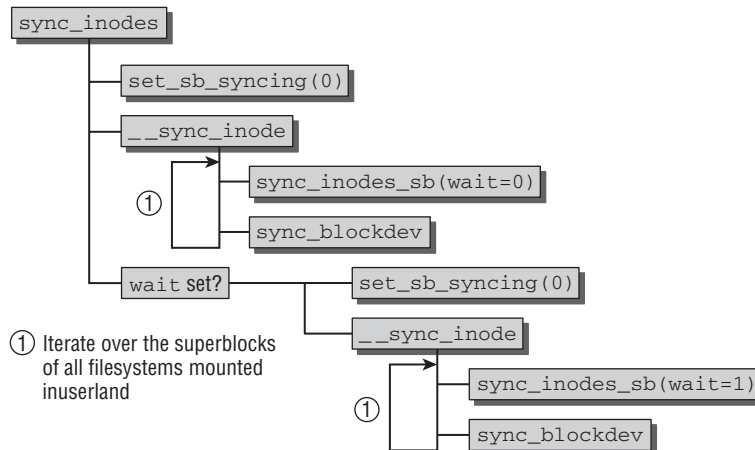 sync_inodes
set_sb_syncing(0)
__sync_inode
①
sync_inodes_sb(wait=0)
sync_blockdev
wait set?
set_sb_syncing(0)
① Iterate over the superblocks
of all filesystems mounted
inuserland
__sync_inode
①
sync_inodes_sb(wait=1)
sync_blockdev